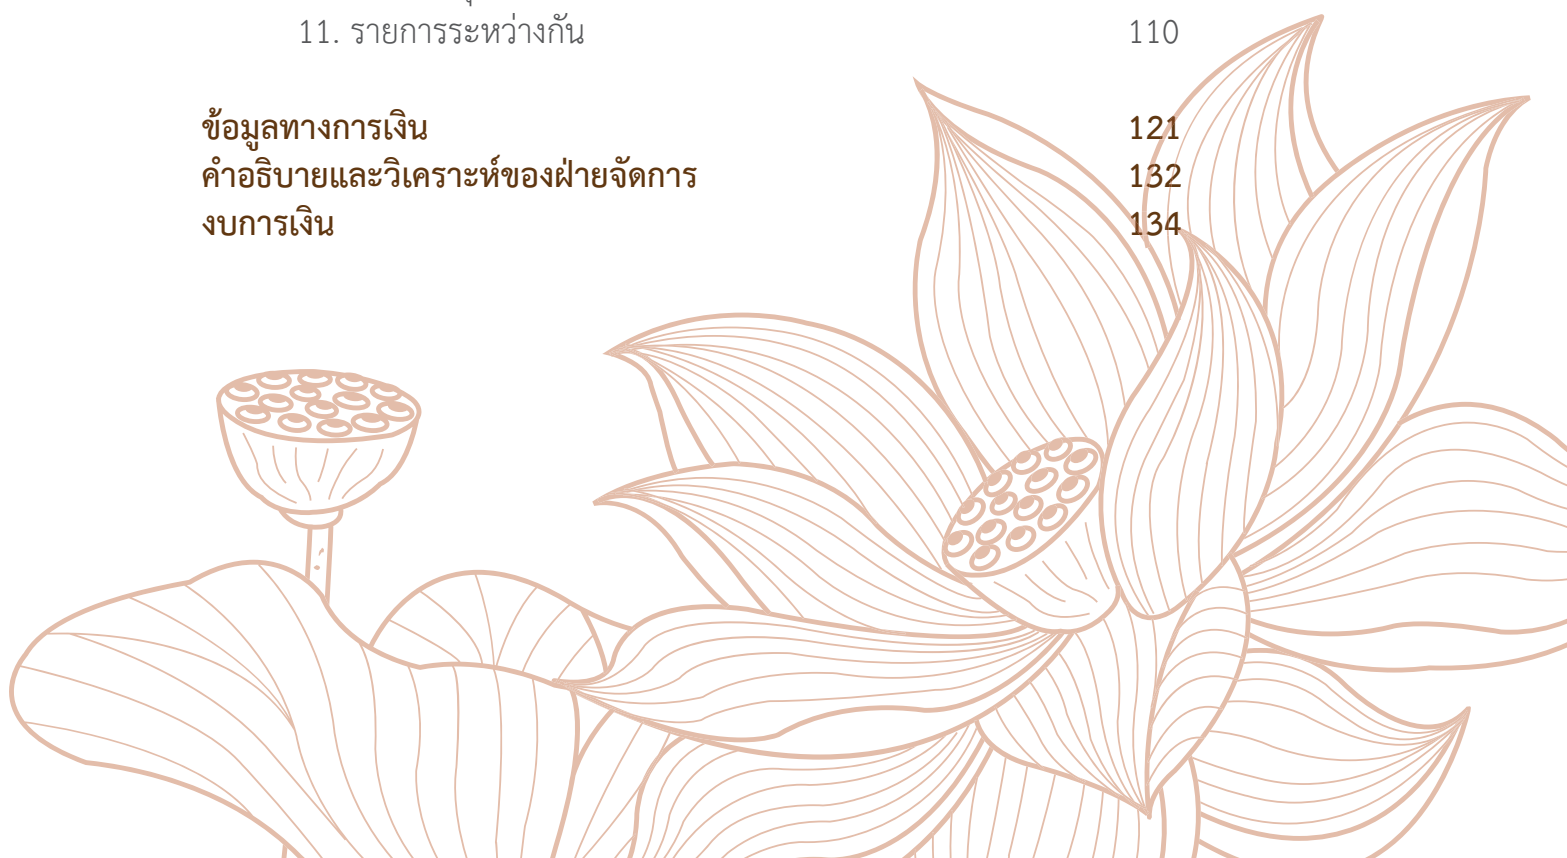 11. รายการระหว่างกัน 110
ข้อมูลทางการเงิน 121
คำอธิบายและวิเคราะห์ของฝ่ายจัดการ 132
งบการเงิน 134